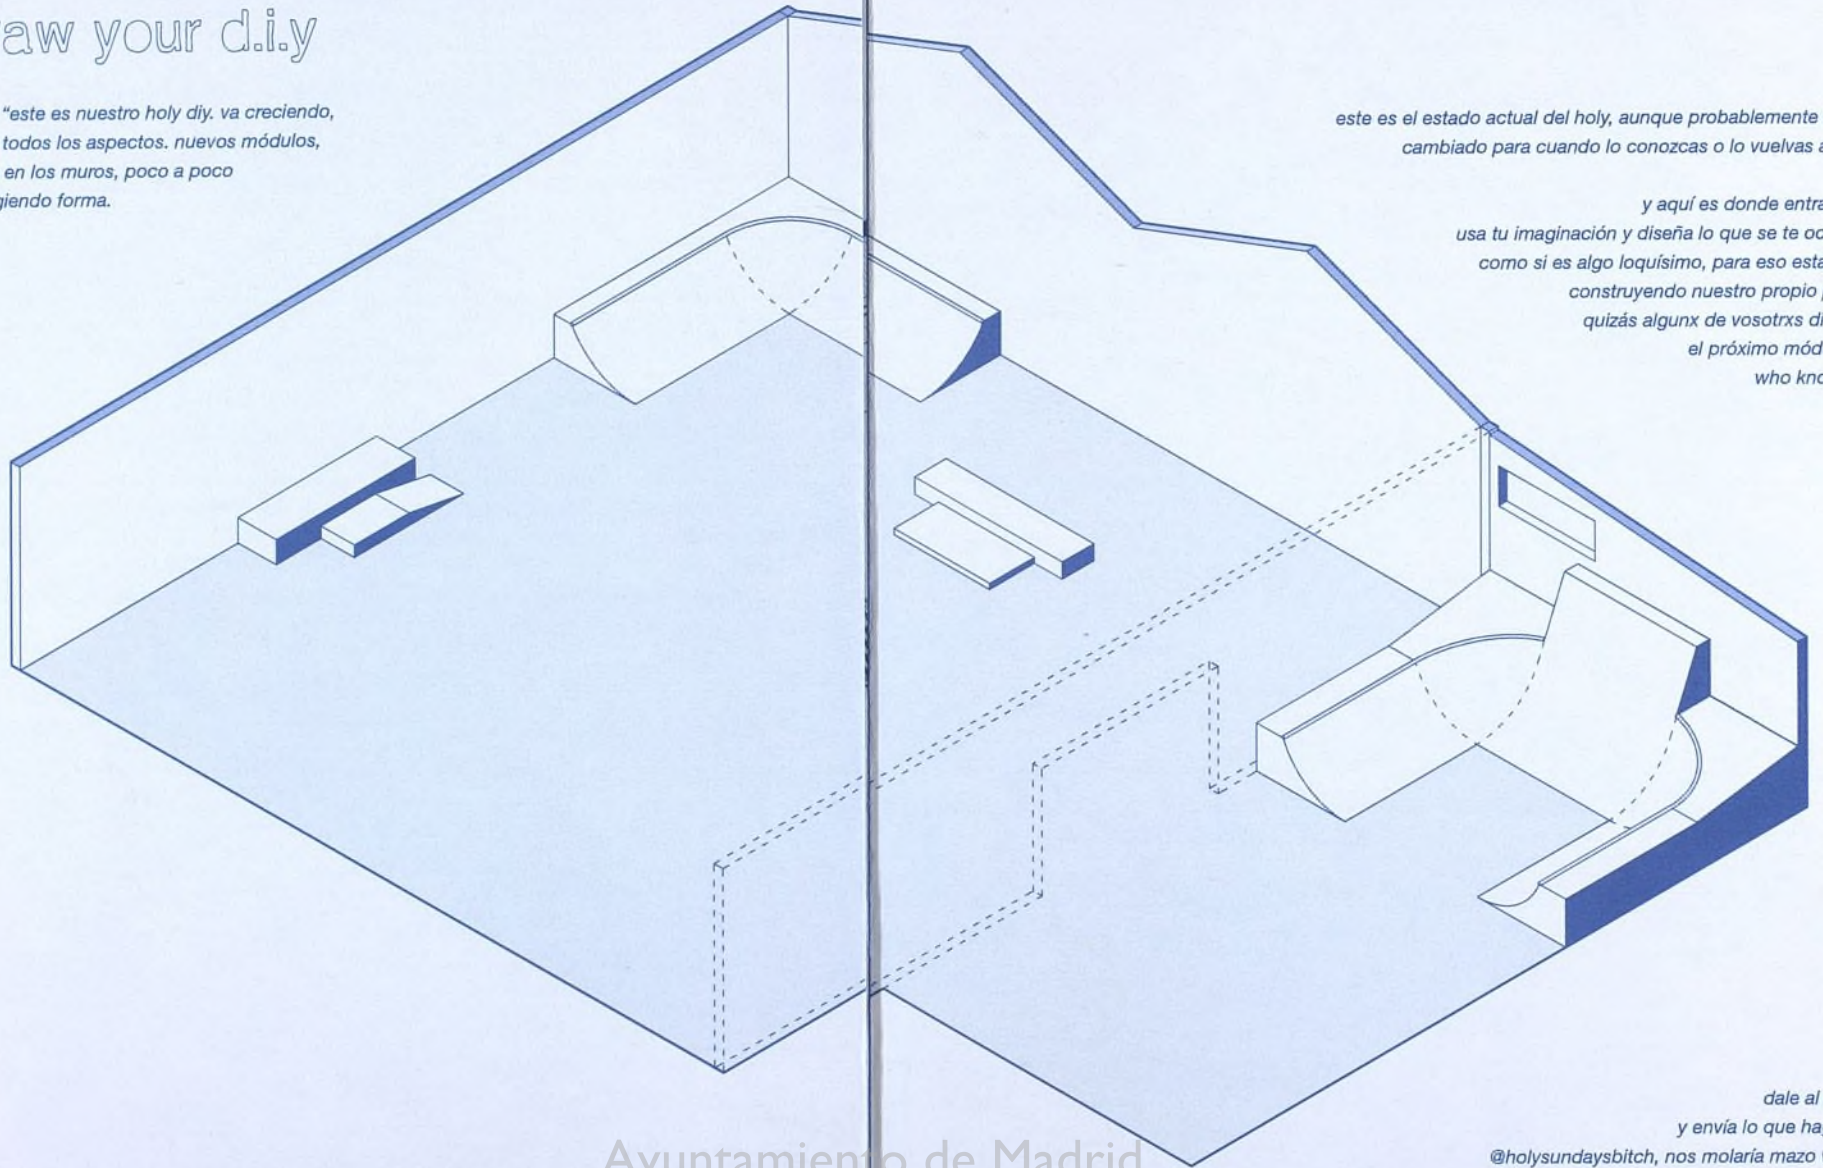 aw your d.i.y
“este es nuestro holy diy. va creciendo,
todos los aspectos. nuevos módulos,
en los muros, poco a poco
giendo forma.
este es el estado actual del holy, aunque probablemente
cambiado para cuando lo conozcas o lo vuelvas a
y aquí es donde entra
usa tu imaginación y diseña lo que se te oc
como si es algo loquísimo, para eso esta
construyendo nuestro propio
quizás algunx de vosotrxs di
el próximo mód
who kno
dale al
y envía lo que ha
@holysundaysbitch, nos molaría mazo
Ayuntamiento de Madrid